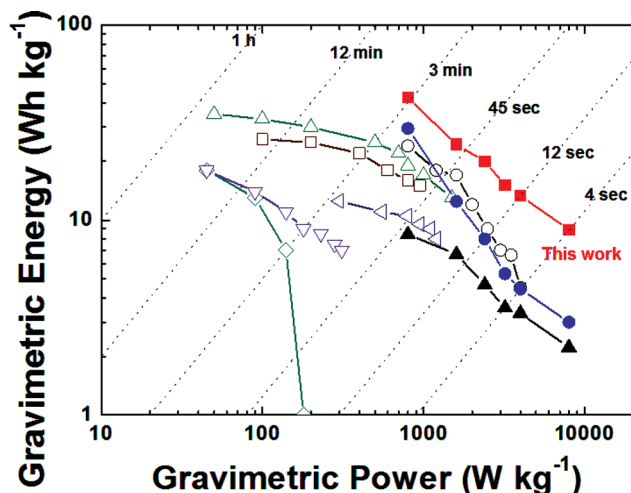 Gravimetric Energy (Wh kg⁻¹)
100
10
1
1 h
12 min
3 min
45 sec
12 sec
4 sec
This work
10
100
1000
10000
Gravimetric Power (W kg⁻¹)